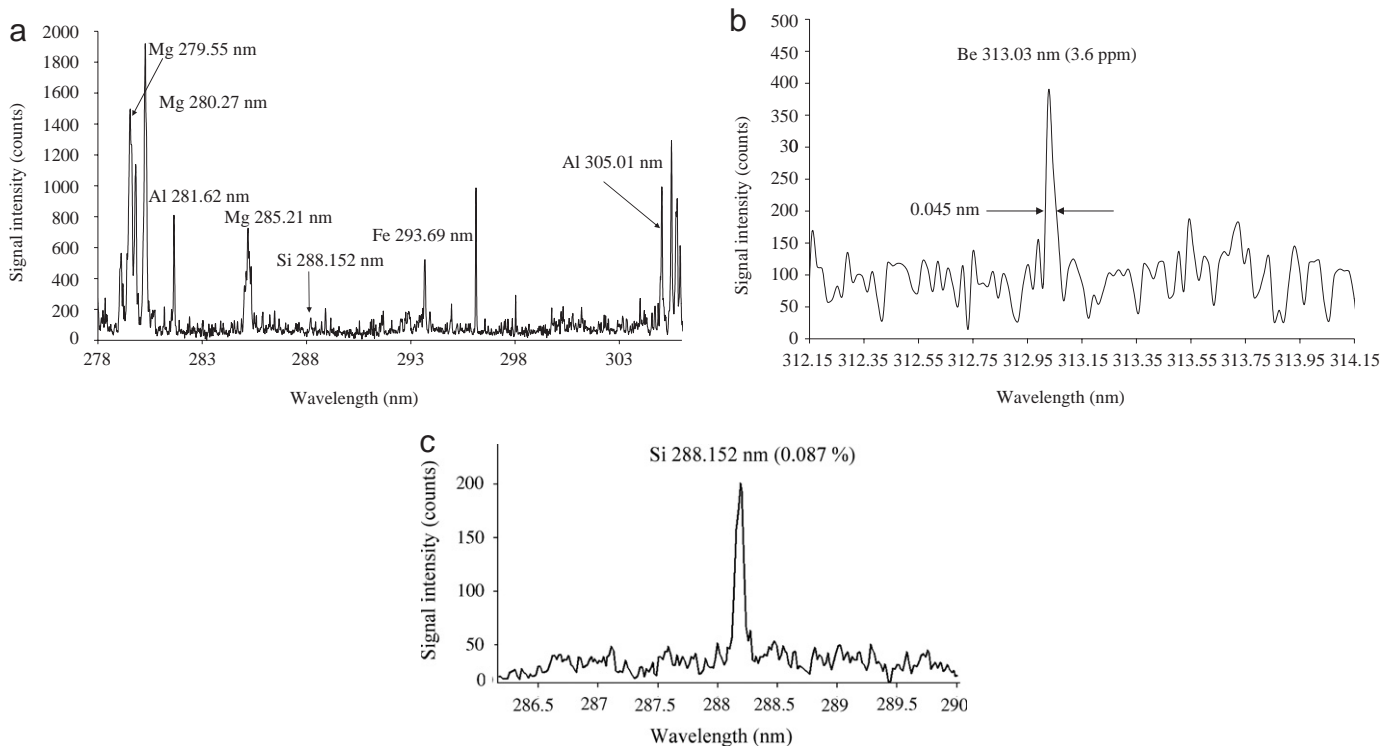 a
Signal intensity (counts)
2000
1800
1600
1400
1200
1000
800
600
400
200
0
Mg 279.55 nm
Mg 280.27 nm
Al 281.62 nm
Mg 285.21 nm
Si 288.152 nm
Fe 293.69 nm
Al 305.01 nm
278 283 288 293 298 303
Wavelength (nm)
b
Signal intensity (counts)
500
450
400
350
30
250
200
150
100
50
0
Be 313.03 nm (3.6 ppm)
0.045 nm
312.15 312.35 312.55 312.75 312.95 313.15 313.35 313.55 313.75 313.95 314.15
Wavelength (nm)
c
Signal intensity (counts)
Si 288.152 nm (0.087 %)
200
150
100
50
0
286.5 287 287.5 288 288.5 289 289.5 290
Wavelength (nm)